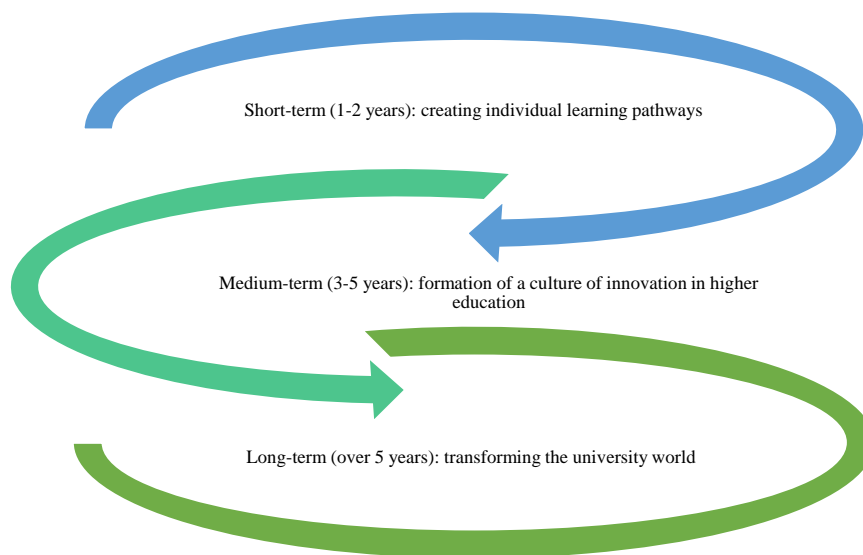 Short-term (1-2 years): creating individual learning pathways
Medium-term (3-5 years): formation of a culture of innovation in higher
education
Long-term (over 5 years): transforming the university world